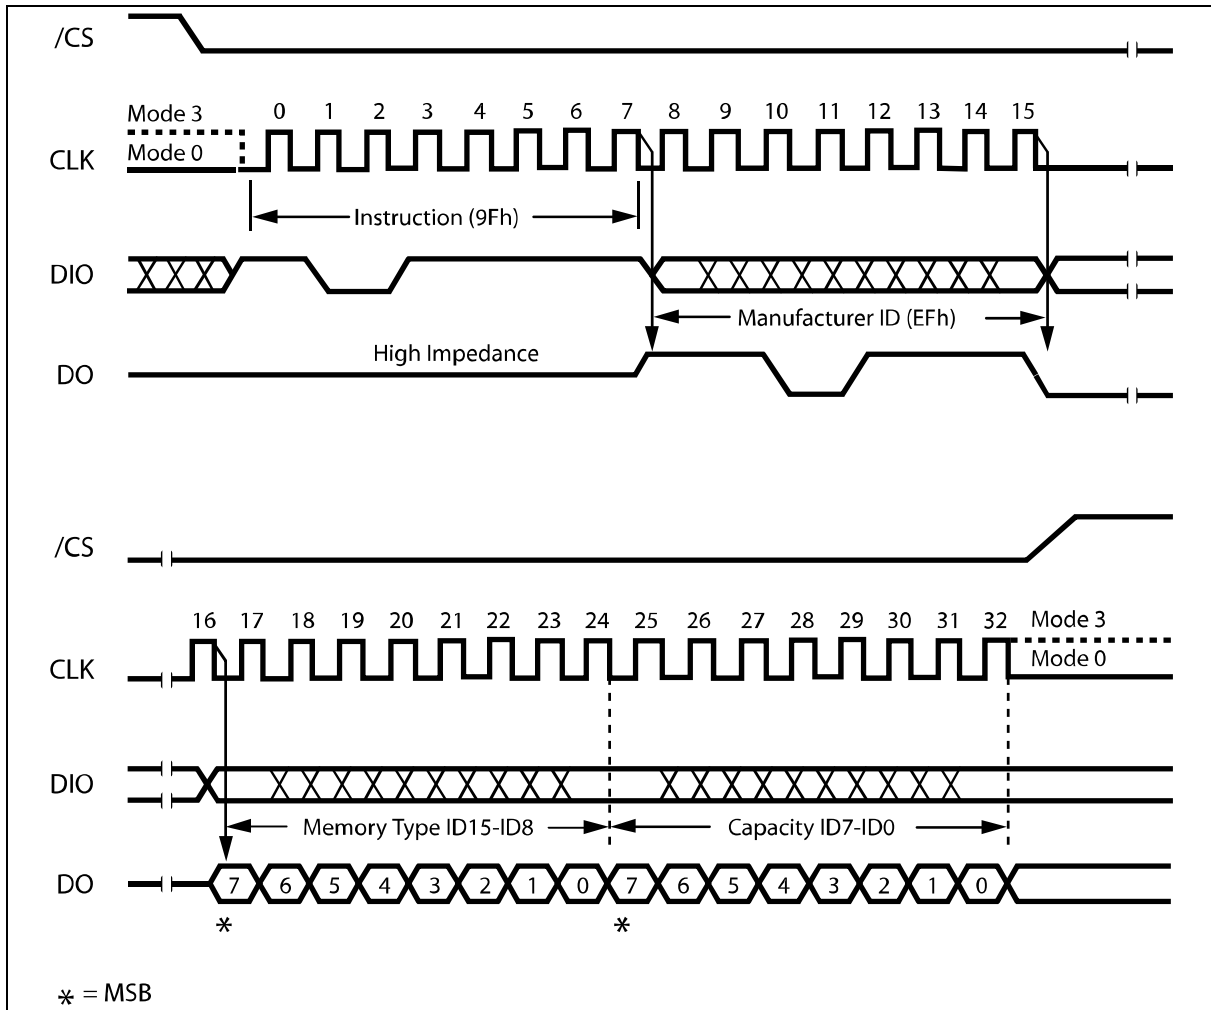 /CS
Mode 3
0 1 2 3 4 5 6 7 8 9 10 11 12 13 14 15
CLK
Mode 0
Instruction (9Fh)
DIO
Manufacturer ID (EFh)
High Impedance
DO
/CS
16 17 18 19 20 21 22 23 24 25 26 27 28 29 30 31 32
Mode 3
CLK
Mode 0
DIO
Memory Type ID15-ID8
Capacity ID7-ID0
DO
7 6 5 4 3 2 1 0 7 6 5 4 3 2 1 0
* *
* = MSB